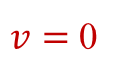 v = 0